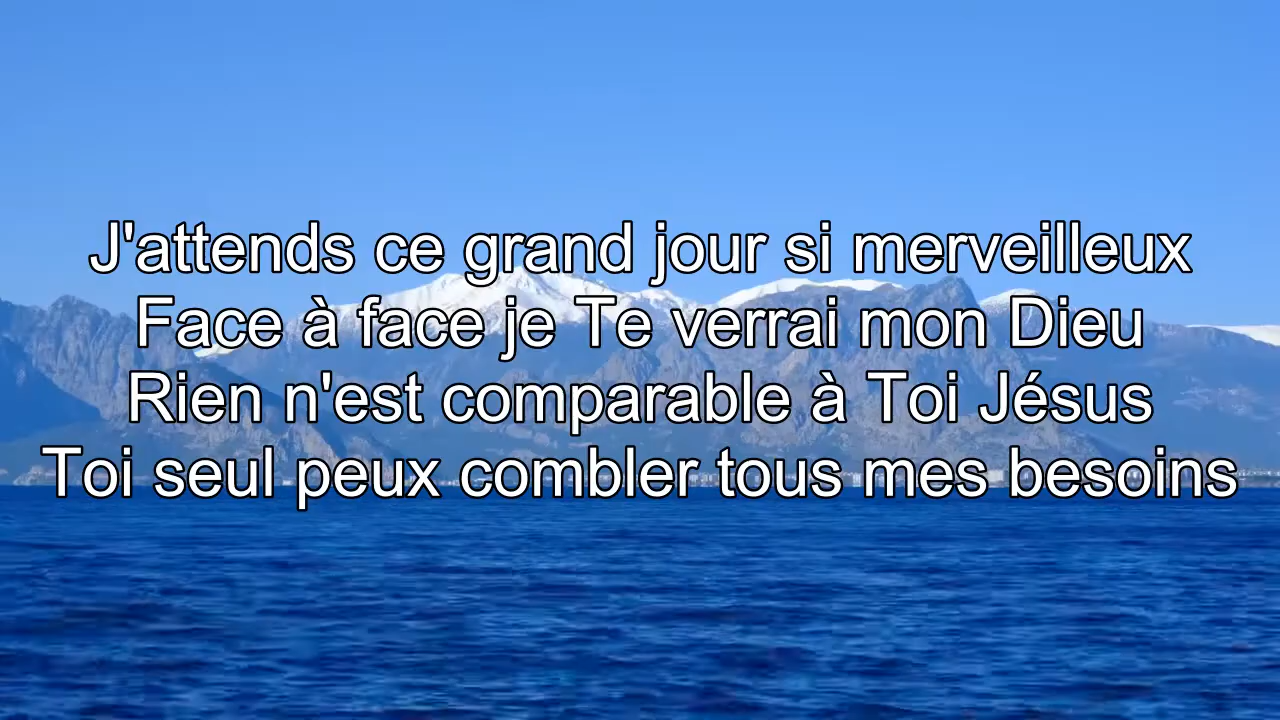 J'attends ce grand jour si merveilleux
Face à face je Te verrai mon Dieu
Rien n'est comparable à Toi Jésus
Toi seul peux combler tous mes besoins